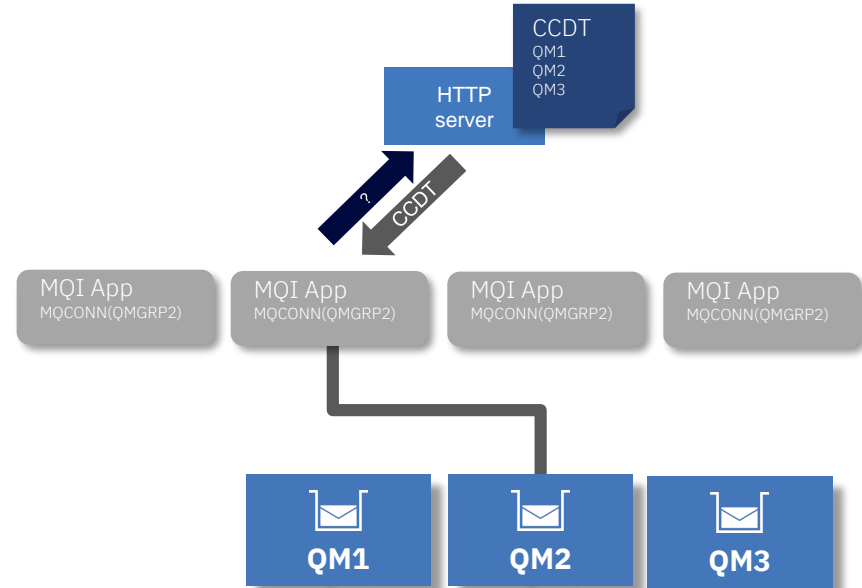 CCDT
QM1
QM2
QM3
HTTP
server
?
CCDT
MQI App
MQCONN(QMGRP2)
MQI App
MQCONN(QMGRP2)
MQI App
MQCONN(QMGRP2)
MQI App
MQCONN(QMGRP2)
QM1
QM2
QM3